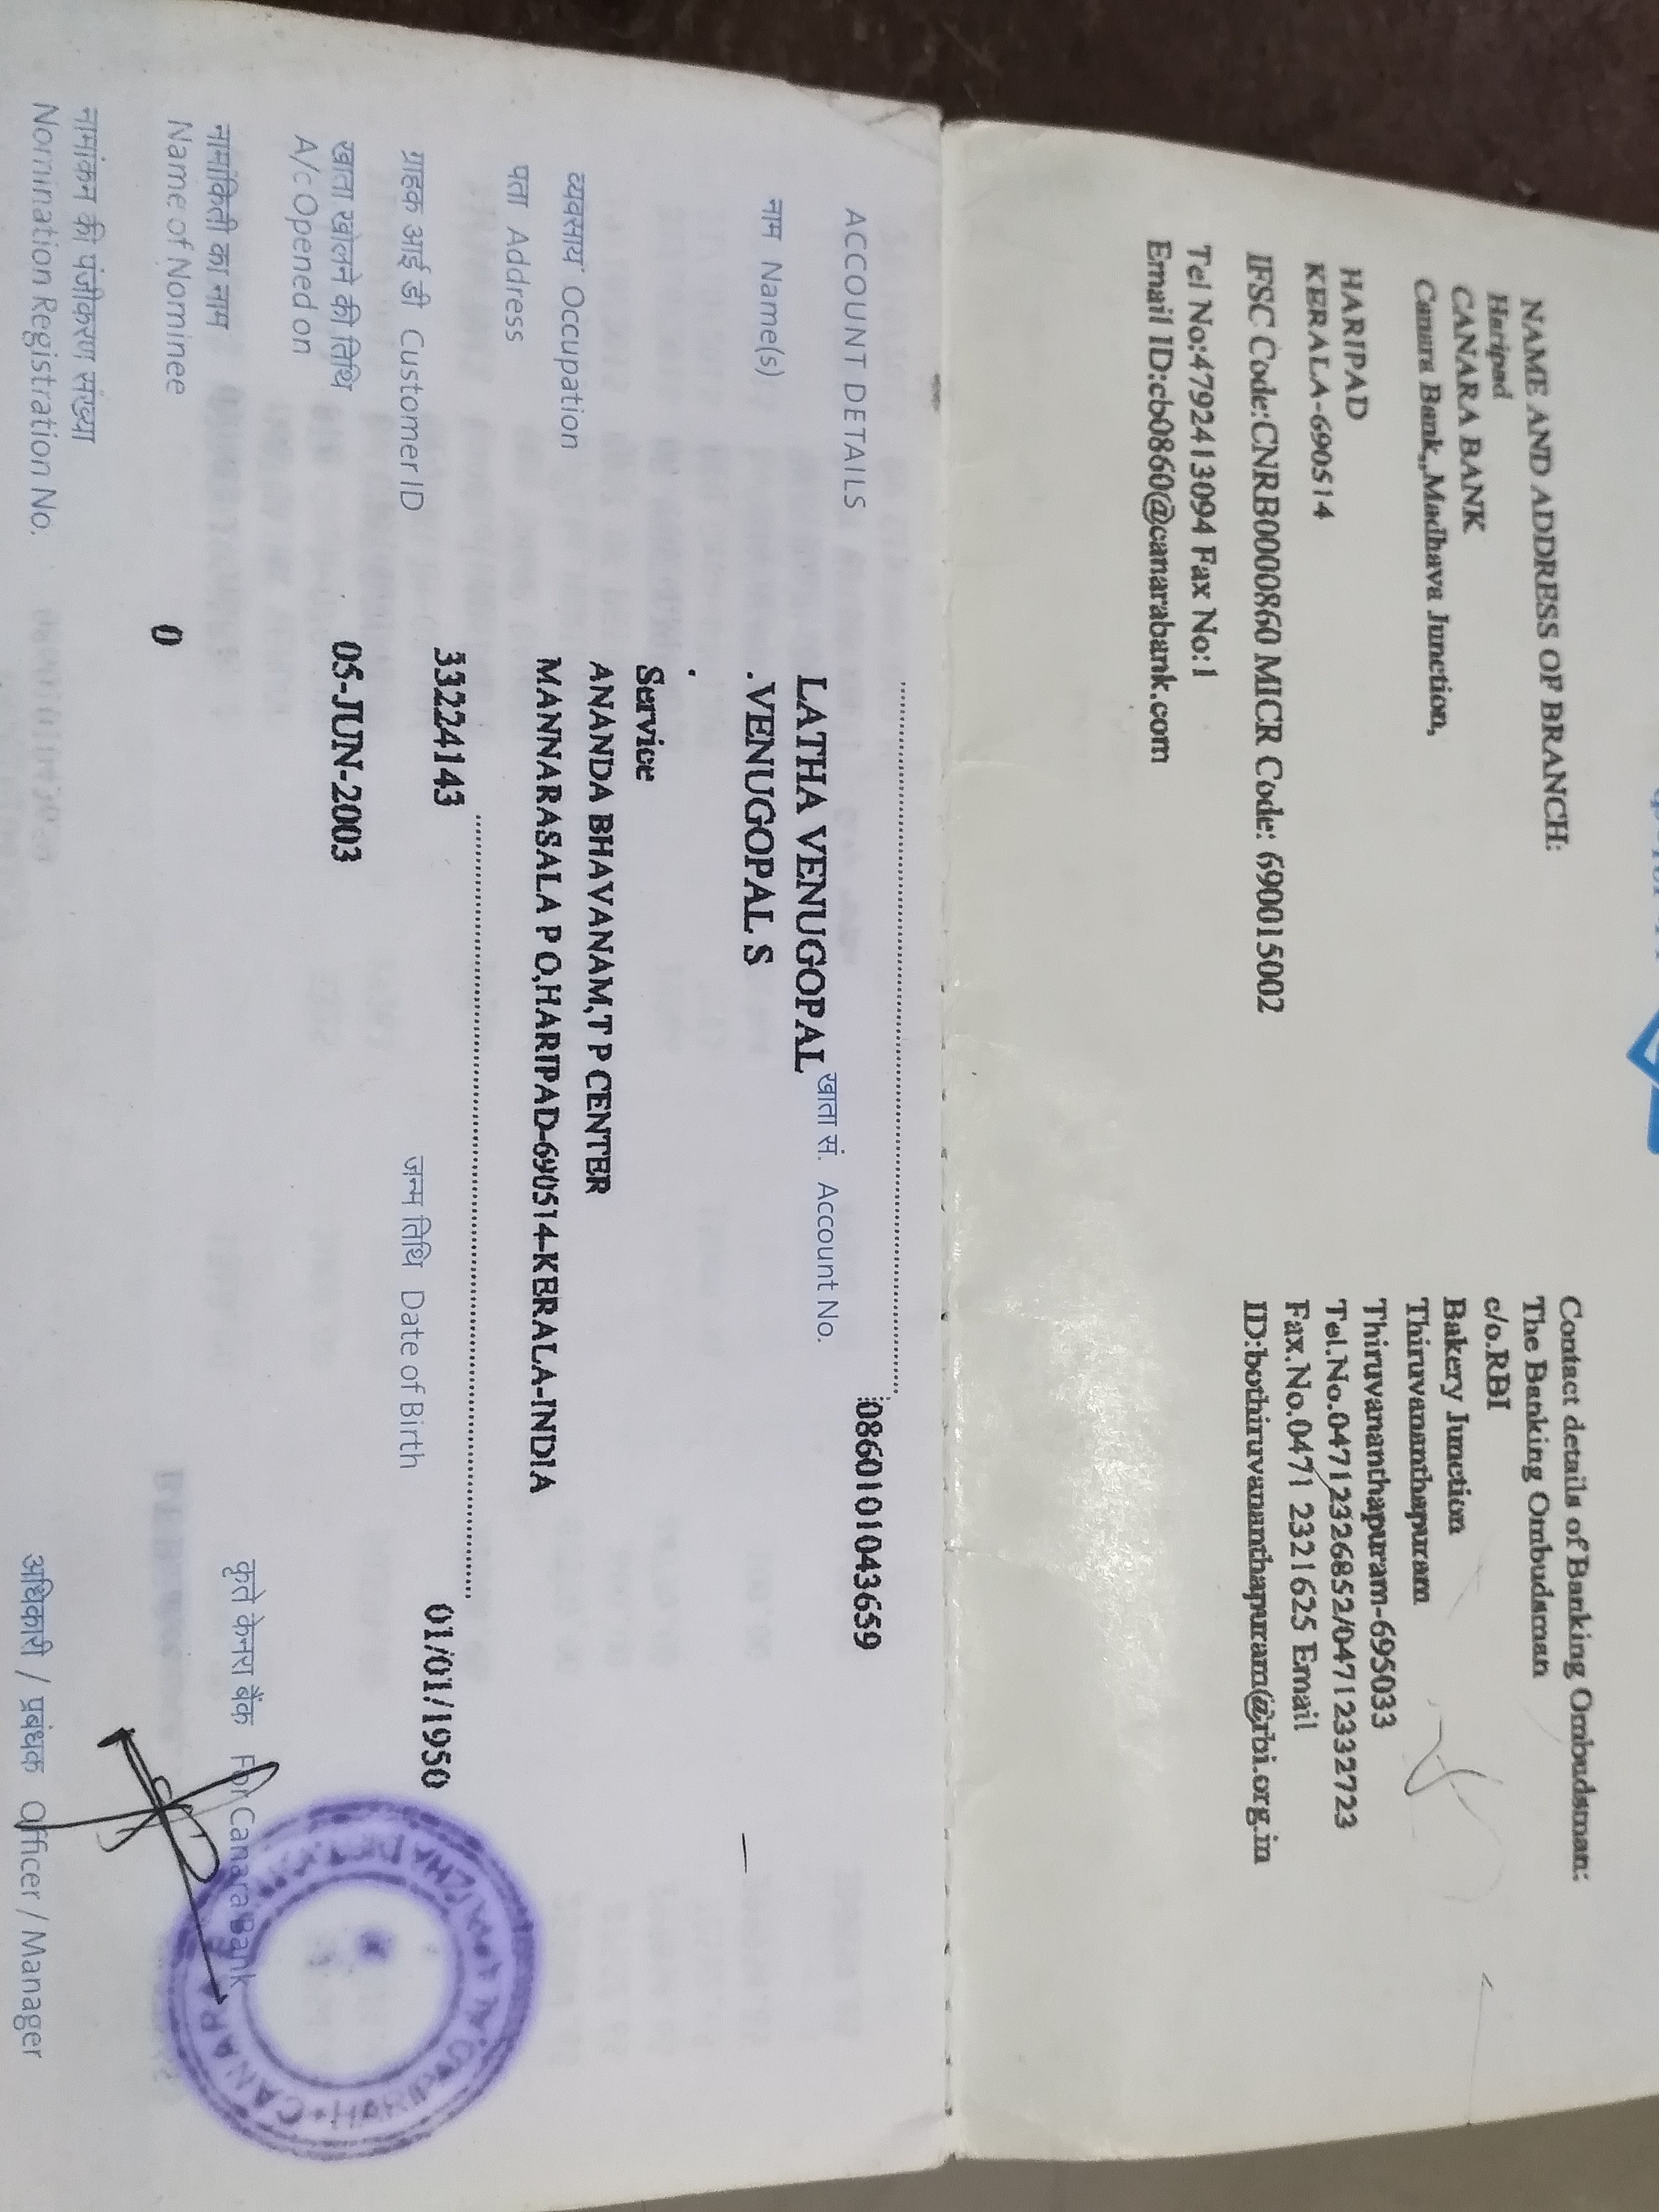 NAME AND ADDRESS OF BRANCH:
Haripad
CANARA BANK
Canara Bank,,Madhava Junction,
HARIPAD
KERALA-690514
IFSC Code:CNRB0000860 MICR Code: 690015002
Tel No:4792413094 Fax No:1
Email ID:cb0860@canarabank.com
Contact details of Banking Ombudsman:
The Banking Ombudsman
c/o.RBI
Bakery Junction
Thiruvananthapuram
Thiruvananthapuram-695033
Tel.No.04712326852/04712332723
Fax.No.0471 2321625 Email
ID:bothiruvananthapuram@rbi.org.in
ACCOUNT DETAILS
खाता सं. Account No. 0860101043659
नाम Name(s) LATHA VENUGOPAL
.VENUGOPAL S
.
व्यवसाय Occupation Service
पता Address ANANDA BHAVANAM,T P CENTER
MANNARASALA P O,HARIPAD-690514-KERALA-INDIA
ग्राहक आई डी Customer ID 33224143
जन्म तिथि Date of Birth 01/01/1950
खाता खोलने की तिथि
A/c Opened on 05-JUN-2003
नामांकिती का नाम
Name of Nominee 0
कृते केनरा बैंक For Canara Bank
नामांकन की पंजीकरण संख्या
Nomination Registration No.
अधिकारी / प्रबंधक Officer / Manager
CANARA